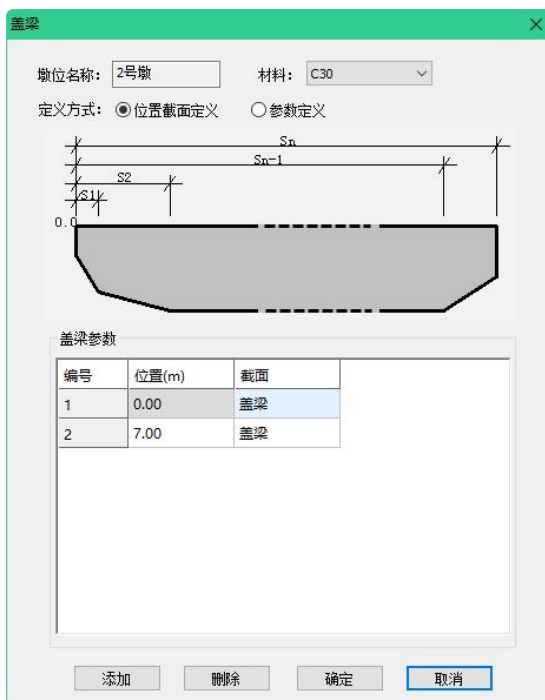 盖梁
墩位名称： 2号墩 材料： C30
定义方式： 位置截面定义 参数定义
Sn
Sn-1
S2
S1
0.0
盖梁参数
编号 位置(m) 截面
1 0.00 盖梁
2 7.00 盖梁
添加 删除 确定 取消